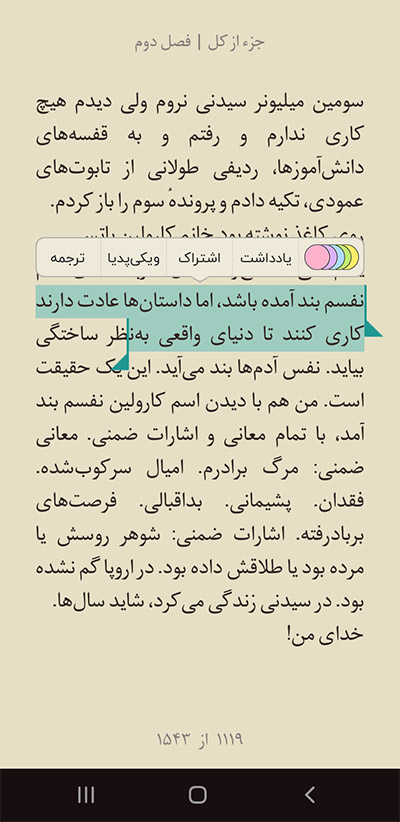 جزء از کل | فصل دوم
سومین میلیونر سیدنی نروم ولی دیدم هیچ
کاری ندارم و رفتم و به قفسه‌های
دانش‌آموزها، ردیفی طولانی از تابوت‌های
عمودی، تکیه دادم و پروندهٔ سوم را باز کردم.
روی کاغذ نوشته بود خانم کارولین پاتس.
یادداشت اشتراک ویکی‌پدیا ترجمه
نفسم بند آمده باشد، اما داستان‌ها عادت دارند
کاری کنند تا دنیای واقعی به‌نظر ساختگی
بیاید. نفس آدم‌ها بند می‌آید. این یک حقیقت
است. من هم با دیدن اسم کارولین نفسم بند
آمد، با تمام معانی و اشارات ضمنی. معانی
ضمنی: مرگ برادرم. امیال سرکوب‌شده.
فقدان. پشیمانی. بداقبالی. فرصت‌های
بربادرفته. اشارات ضمنی: شوهر روسش یا
مرده بود یا طلاقش داده بود. در اروپا گم نشده
بود. در سیدنی زندگی می‌کرد، شاید سال‌ها.
خدای من!
۱۱۱۹ از ۱۵۴۳